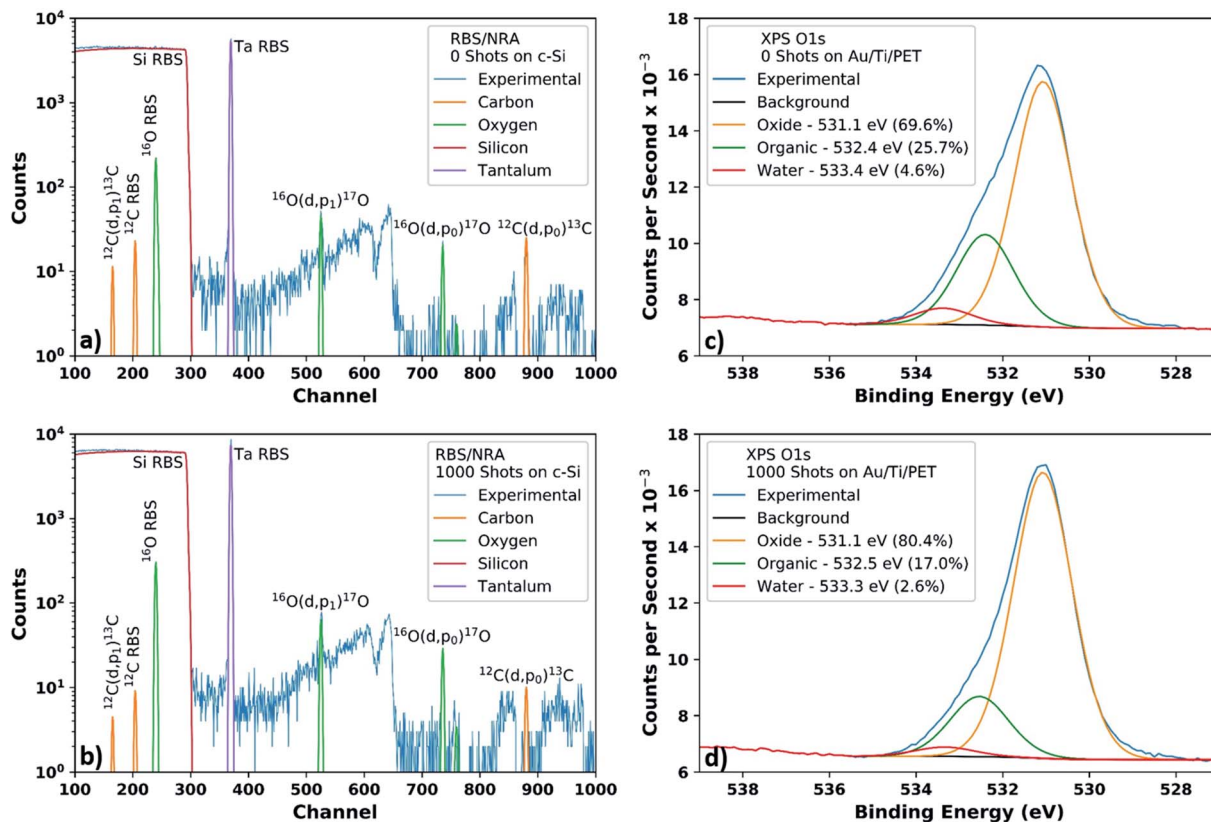 RBS/NRA
0 Shots on c-Si
Experimental
Carbon
Oxygen
Silicon
Tantalum
Si RBS
Ta RBS
¹⁶O RBS
¹²C(d,p₁)¹³C
¹²C RBS
¹⁶O(d,p₁)¹⁷O
¹⁶O(d,p₀)¹⁷O
¹²C(d,p₀)¹³C
Counts
10⁴
10³
10²
10¹
10⁰
a)
100 200 300 400 500 600 700 800 900 1000
Channel
XPS O1s
0 Shots on Au/Ti/PET
Experimental
Background
Oxide - 531.1 eV (69.6%)
Organic - 532.4 eV (25.7%)
Water - 533.4 eV (4.6%)
Counts per Second x 10⁻³
18
16
14
12
10
8
6
c)
538 536 534 532 530 528
Binding Energy (eV)
RBS/NRA
1000 Shots on c-Si
Experimental
Carbon
Oxygen
Silicon
Tantalum
Si RBS
Ta RBS
¹⁶O RBS
¹²C(d,p₁)¹³C
¹²C RBS
¹⁶O(d,p₁)¹⁷O
¹⁶O(d,p₀)¹⁷O
¹²C(d,p₀)¹³C
Counts
10⁴
10³
10²
10¹
10⁰
b)
100 200 300 400 500 600 700 800 900 1000
Channel
XPS O1s
1000 Shots on Au/Ti/PET
Experimental
Background
Oxide - 531.1 eV (80.4%)
Organic - 532.5 eV (17.0%)
Water - 533.3 eV (2.6%)
Counts per Second x 10⁻³
18
16
14
12
10
8
6
d)
538 536 534 532 530 528
Binding Energy (eV)